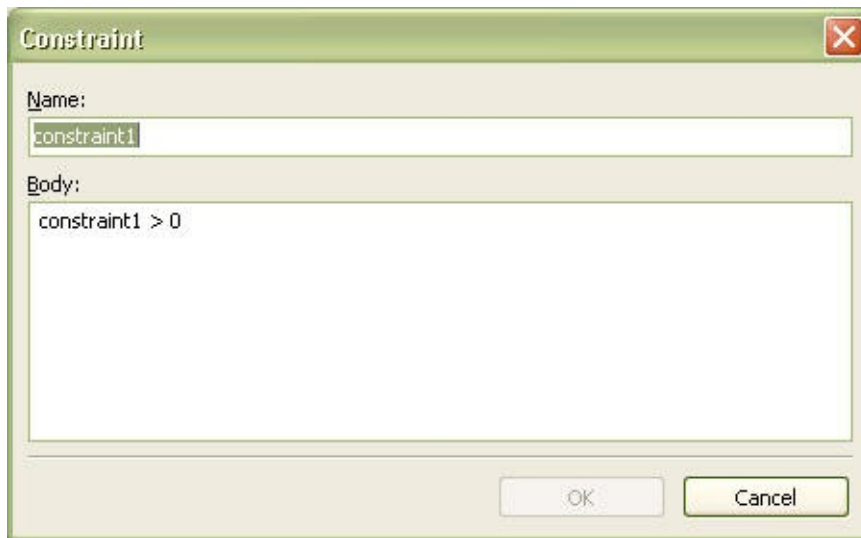 Constraint
Name:
constraint1
Body:
constraint1 > 0
OK
Cancel